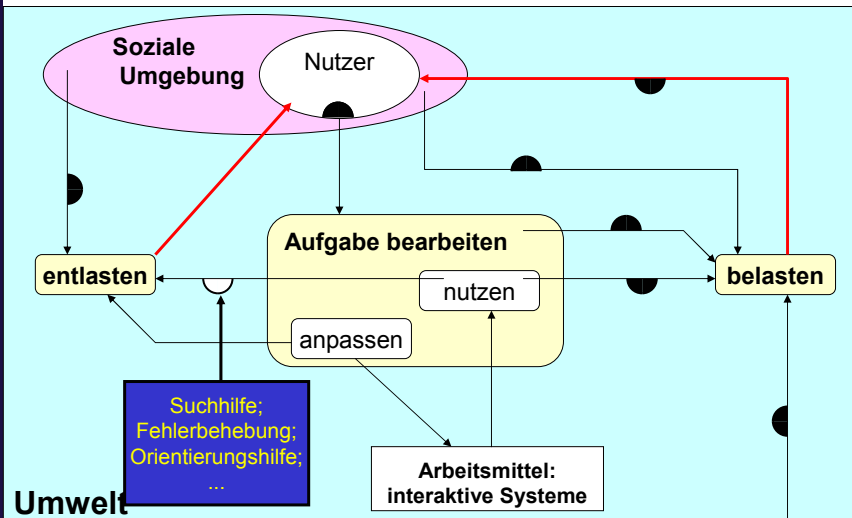 Soziale
Umgebung
Nutzer
Aufgabe bearbeiten
entlasten
nutzen
belasten
anpassen
Suchhilfe;
Fehlerbehebung;
Orientierungshilfe;
...
Arbeitsmittel:
interaktive Systeme
Umwelt